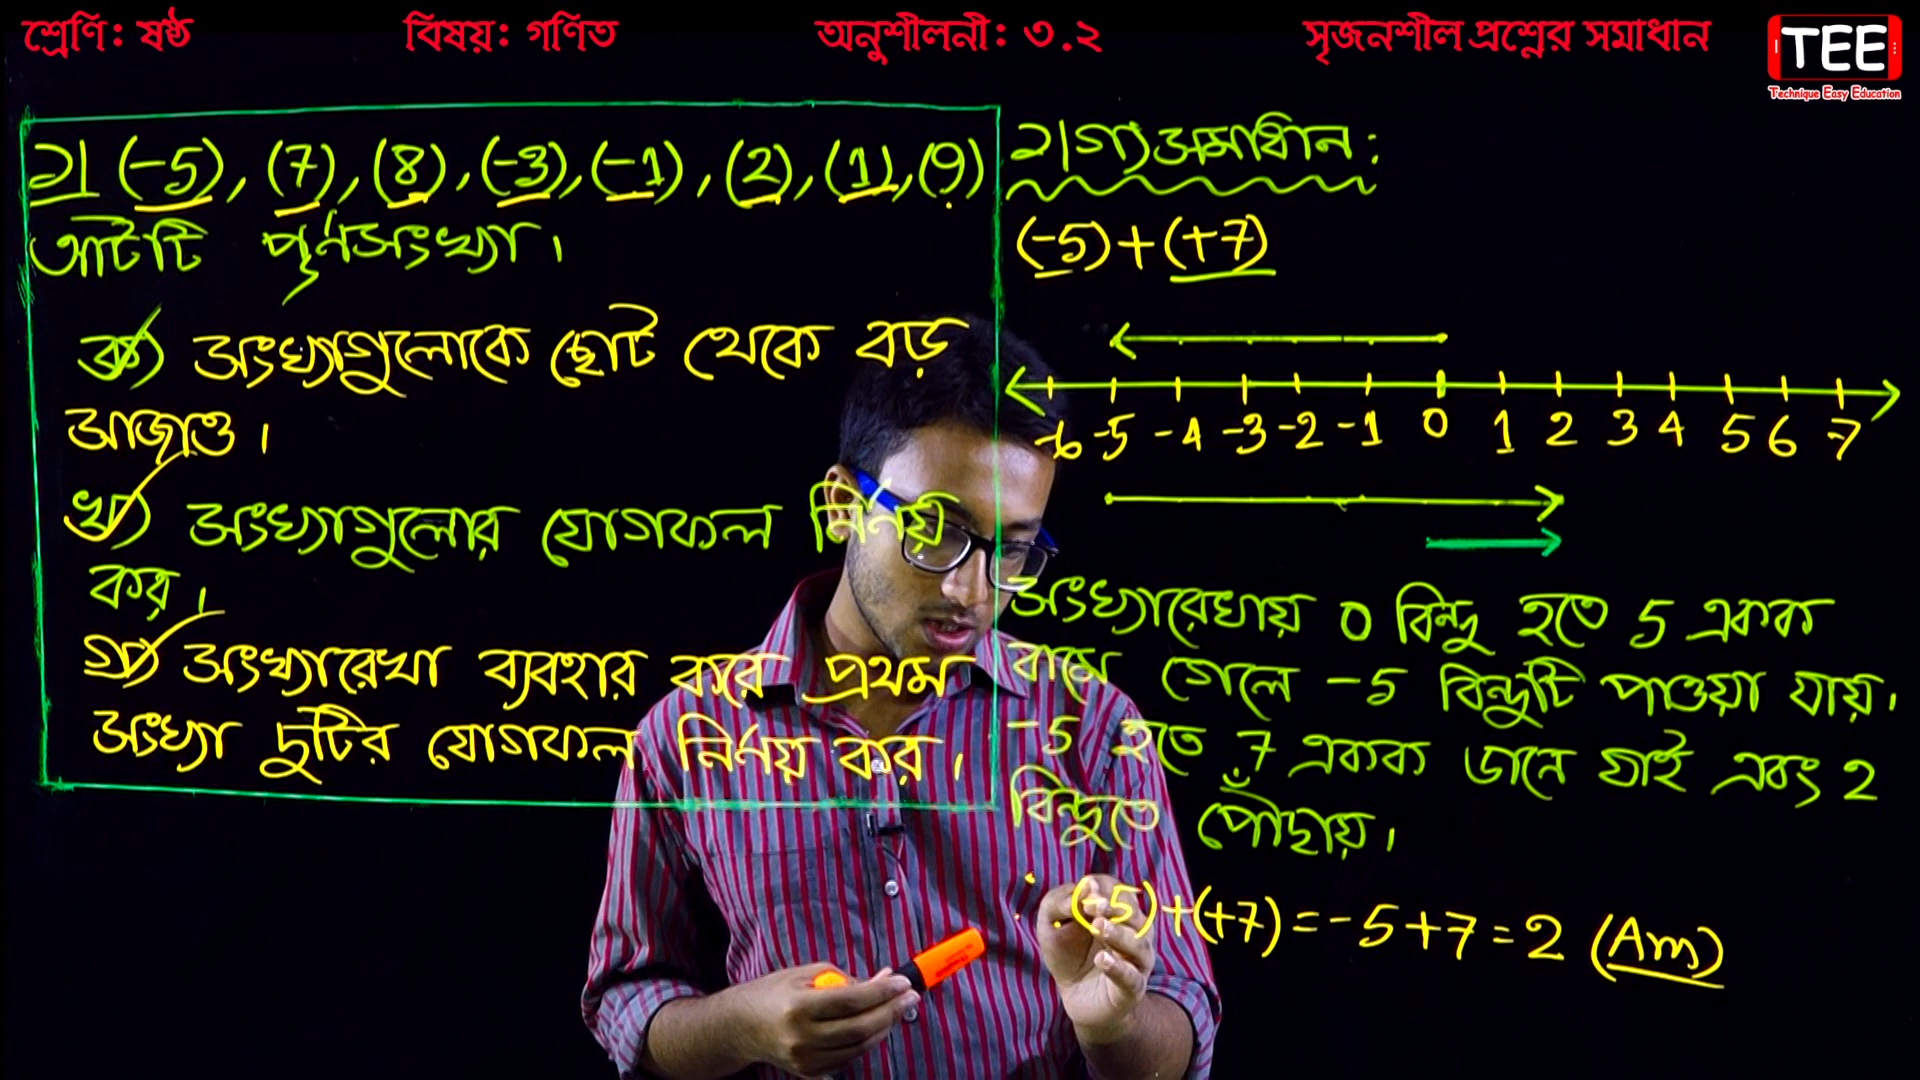 শ্রেণি: ষষ্ঠ
বিষয়: গণিত
অনুশীলনী: ৩.২
সৃজনশীল প্রশ্নের সমাধান
TEE
Technique Easy Education
২। (-5), (7), (8), (-3), (-1), (2), (1), (9)
আটটি পূর্ণসংখ্যা।
ক) সংখ্যাগুলোকে ছোট থেকে বড়
সাজাও।
খ) সংখ্যাগুলোর যোগফল নির্ণয়
কর।
গ) সংখ্যারেখা ব্যবহার করে প্রথম
সংখ্যা দুটির যোগফল নির্ণয় কর।
২।গ) সমাধান:
(-5)+(+7)
-6 -5 -4 -3 -2 -1 0 1 2 3 4 5 6 7
সংখ্যারেখায় 0 বিন্দু হতে 5 একক
বামে গেলে -5 বিন্দুটি পাওয়া যায়।
-5 হতে 7 একক ডানে যাই এবং 2
বিন্দুতে পৌঁছায়।
∴ (-5)+(+7)=-5+7=2 (Ans)